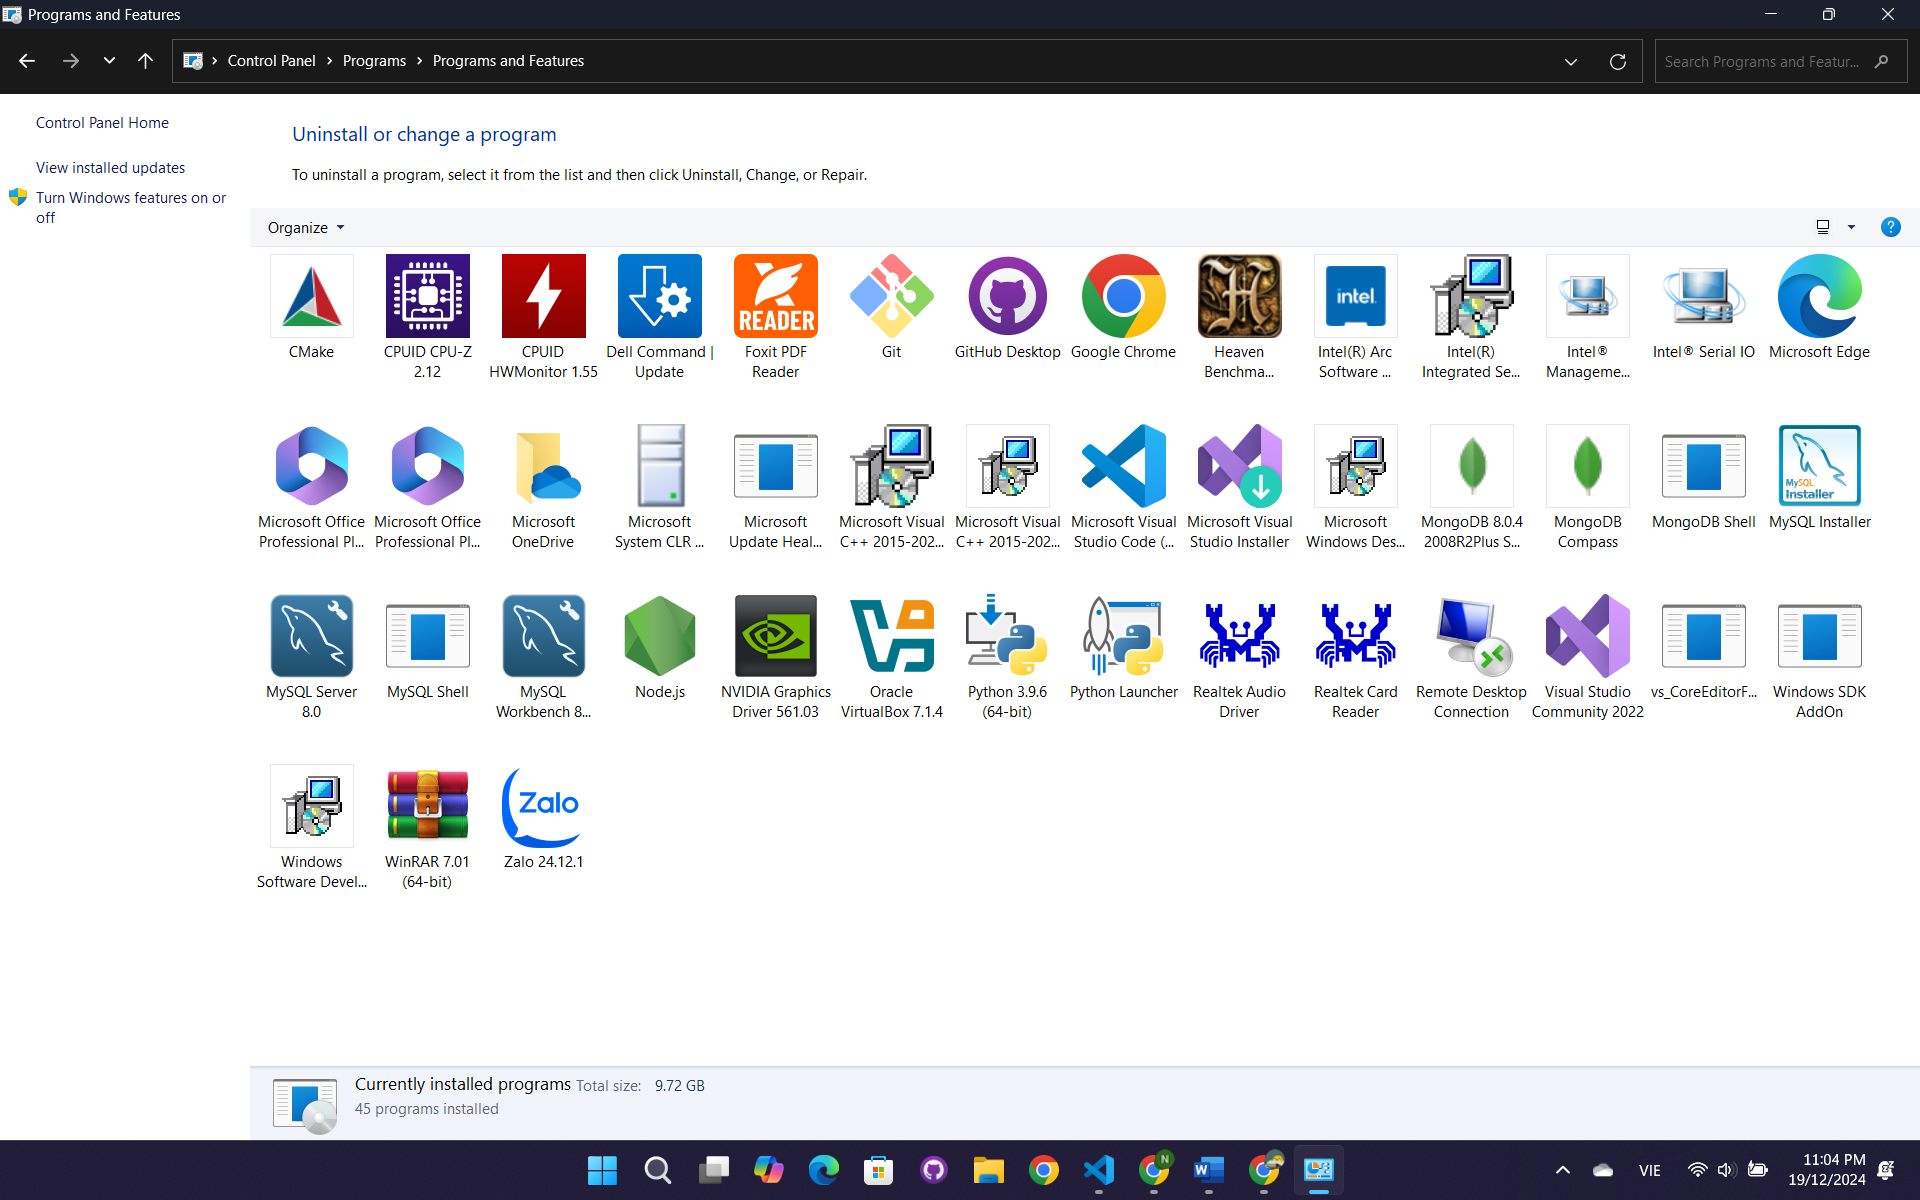 Programs and Features
Control Panel > Programs > Programs and Features
Search Programs and Featur...
Control Panel Home
View installed updates
Turn Windows features on or
off
Uninstall or change a program
To uninstall a program, select it from the list and then click Uninstall, Change, or Repair.
Organize
?
READER
H
intel.
CMake
CPUID CPU-Z
2.12
CPUID
HWMonitor 1.55
Dell Command |
Update
Foxit PDF
Reader
Git
GitHub Desktop
Google Chrome
Heaven
Benchma...
Intel(R) Arc
Software ...
Intel(R)
Integrated Se...
Intel®
Manageme...
Intel® Serial IO
Microsoft Edge
MySQL
Installer
Microsoft Office
Professional Pl...
Microsoft Office
Professional Pl...
Microsoft
OneDrive
Microsoft
System CLR ...
Microsoft
Update Heal...
Microsoft Visual
C++ 2015-202...
Microsoft Visual
C++ 2015-202...
Microsoft Visual
Studio Code (...
Microsoft Visual
Studio Installer
Microsoft
Windows Des...
MongoDB 8.0.4
2008R2Plus S...
MongoDB
Compass
MongoDB Shell
MySQL Installer
MySQL Server
8.0
MySQL Shell
MySQL
Workbench 8...
Node.js
NVIDIA Graphics
Driver 561.03
Oracle
VirtualBox 7.1.4
Python 3.9.6
(64-bit)
Python Launcher
Realtek Audio
Driver
Realtek Card
Reader
Remote Desktop
Connection
Visual Studio
Community 2022
vs_CoreEditorF...
Windows SDK
AddOn
Zalo
Windows
Software Devel...
WinRAR 7.01
(64-bit)
Zalo 24.12.1
Currently installed programs Total size: 9.72 GB
45 programs installed
N
W
VIE
11:04 PM
19/12/2024